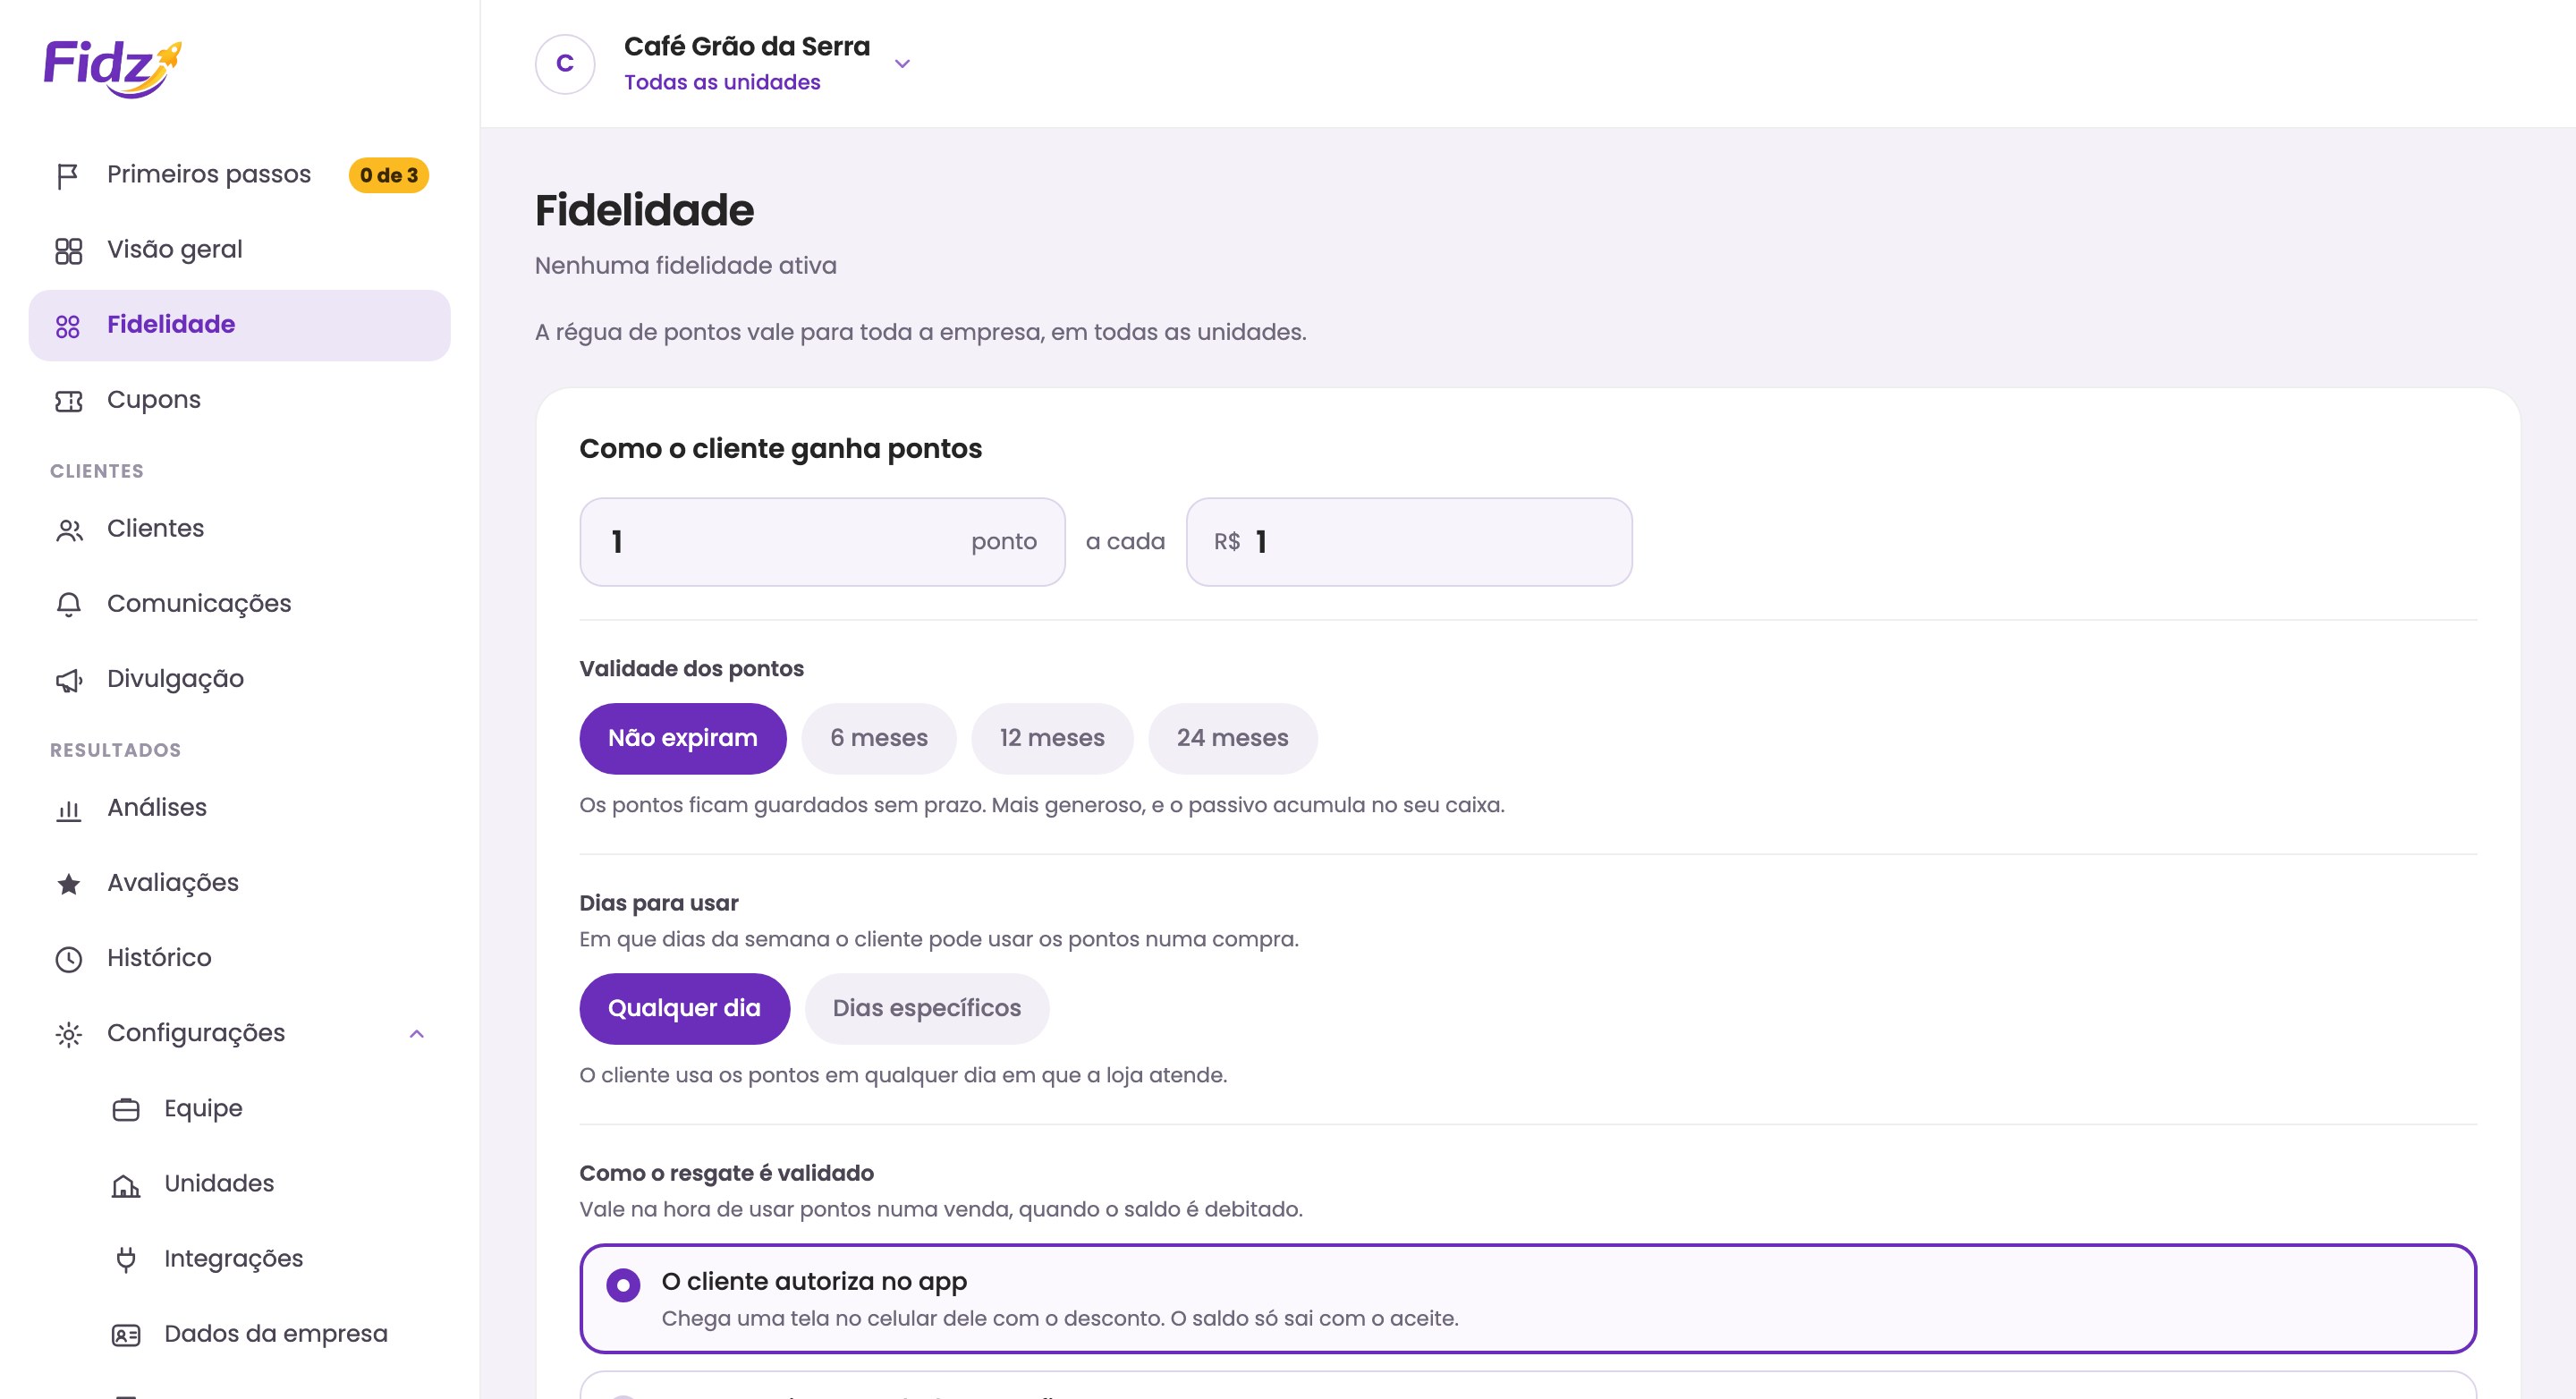 Fidz
Primeiros passos 0 de 3
Visão geral
Fidelidade
Cupons
CLIENTES
Clientes
Comunicações
Divulgação
RESULTADOS
Análises
Avaliações
Histórico
Configurações
Equipe
Unidades
Integrações
Dados da empresa
C
Café Grão da Serra
Todas as unidades
Fidelidade
Nenhuma fidelidade ativa
A régua de pontos vale para toda a empresa, em todas as unidades.
Como o cliente ganha pontos
1 ponto a cada R$ 1
Validade dos pontos
Não expiram 6 meses 12 meses 24 meses
Os pontos ficam guardados sem prazo. Mais generoso, e o passivo acumula no seu caixa.
Dias para usar
Em que dias da semana o cliente pode usar os pontos numa compra.
Qualquer dia Dias específicos
O cliente usa os pontos em qualquer dia em que a loja atende.
Como o resgate é validado
Vale na hora de usar pontos numa venda, quando o saldo é debitado.
O cliente autoriza no app
Chega uma tela no celular dele com o desconto. O saldo só sai com o aceite.